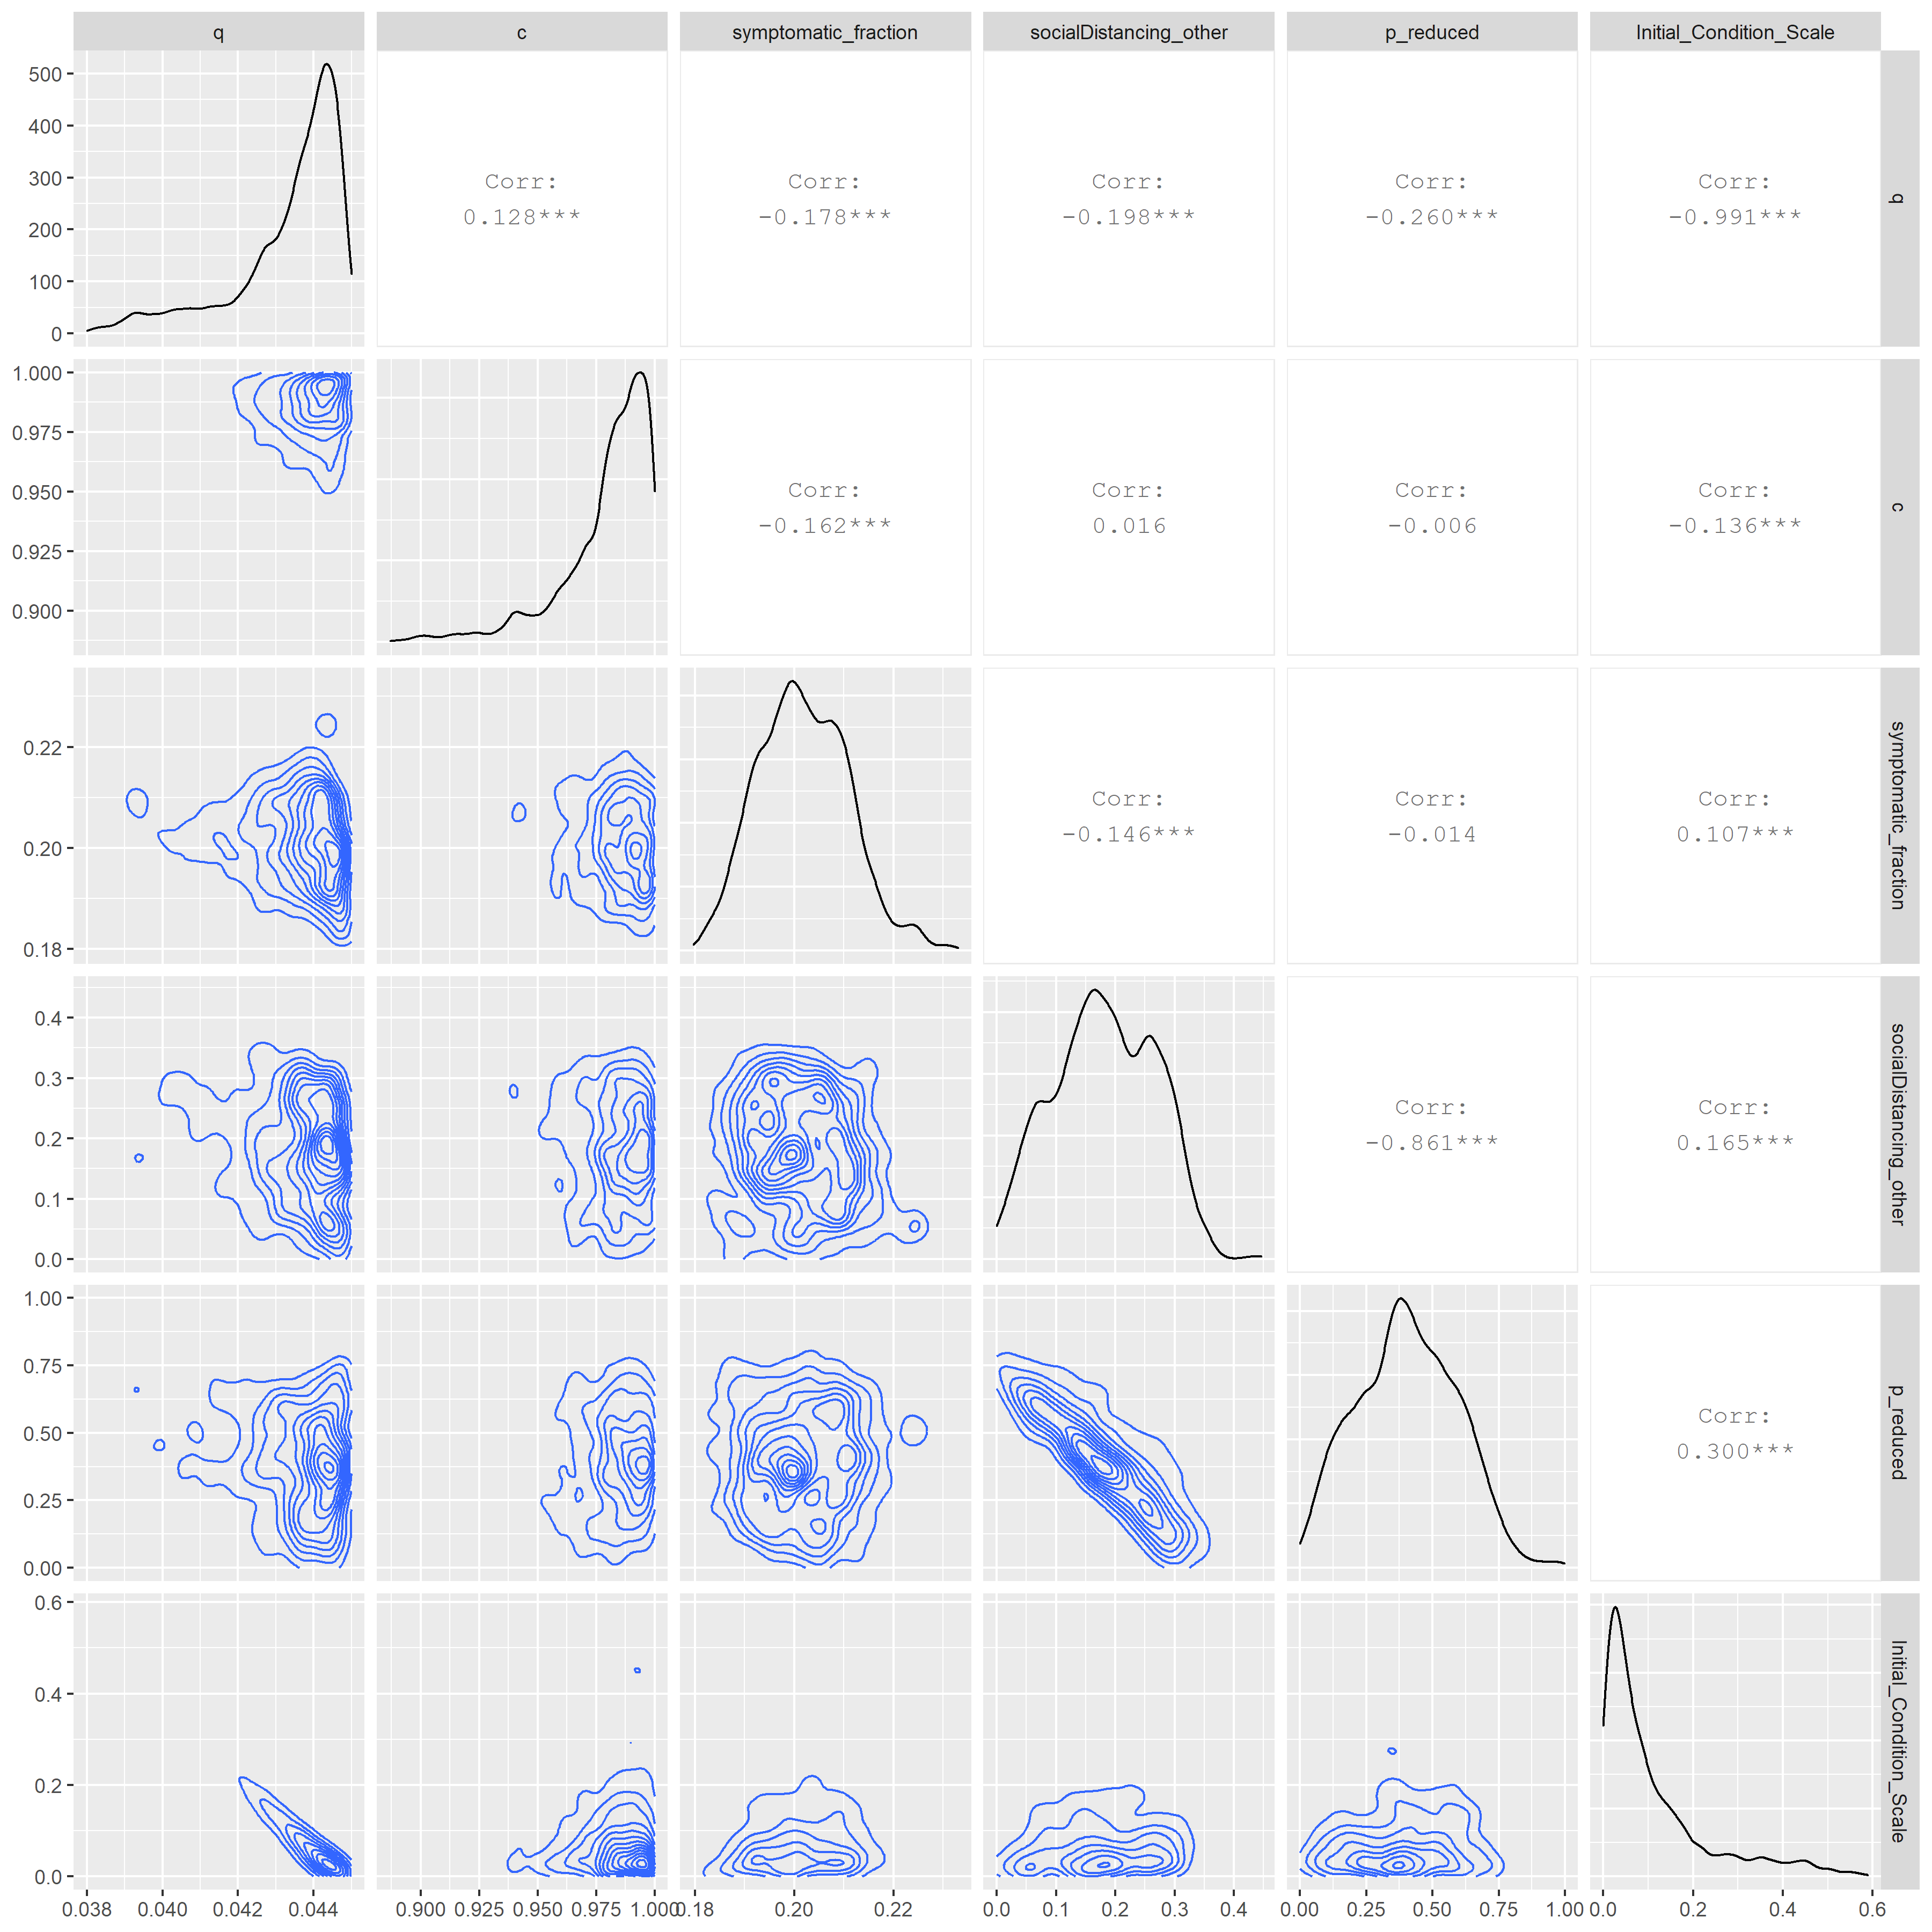 q
c
symptomatic_fraction
socialDistancing_other
p_reduced
Initial_Condition_Scale
500
400
300
200
100
0
Corr:
0.128***
Corr:
-0.178***
Corr:
-0.198***
Corr:
-0.260***
Corr:
-0.991***
q
1.000
0.975
0.950
0.925
0.900
Corr:
-0.162***
Corr:
0.016
Corr:
-0.006
Corr:
-0.136***
c
0.22
0.20
0.18
Corr:
-0.146***
Corr:
-0.014
Corr:
0.107***
symptomatic_fraction
0.4
0.3
0.2
0.1
0.0
Corr:
-0.861***
Corr:
0.165***
socialDistancing_other
1.00
0.75
0.50
0.25
0.00
Corr:
0.300***
p_reduced
0.6
0.4
0.2
0.0
Initial_Condition_Scale
0.038 0.040 0.042 0.044
0.900 0.925 0.950 0.975 1.000
0.18 0.20 0.22
0.0 0.1 0.2 0.3 0.4
0.00 0.25 0.50 0.75 1.00
0.0 0.2 0.4 0.6